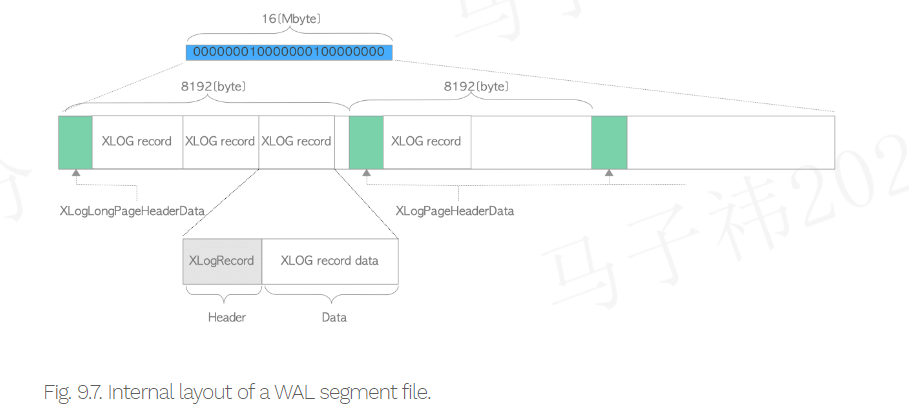 16[Mbyte]
000000010000000100000000
8192[byte] 8192[byte]
XLOG record XLOG record XLOG record XLOG record
XLogLongPageHeaderData XLogPageHeaderData
马子祎202
XLogRecord XLOG record data
Header Data
Fig. 9.7. Internal layout of a WAL segment file.